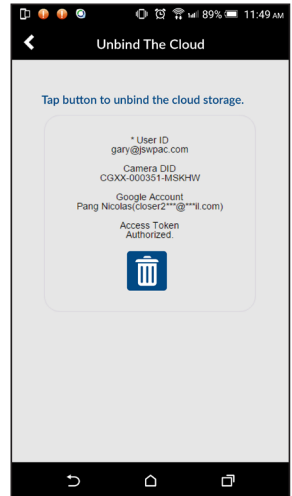 89% 11:49 AM
Unbind The Cloud
Tap button to unbind the cloud storage.
* User ID
gary@jswpac.com
Camera DID
CGXX-000351-MSKHW
Google Account
Pang Nicolas(closer2***@***il.com)
Access Token
Authorized.